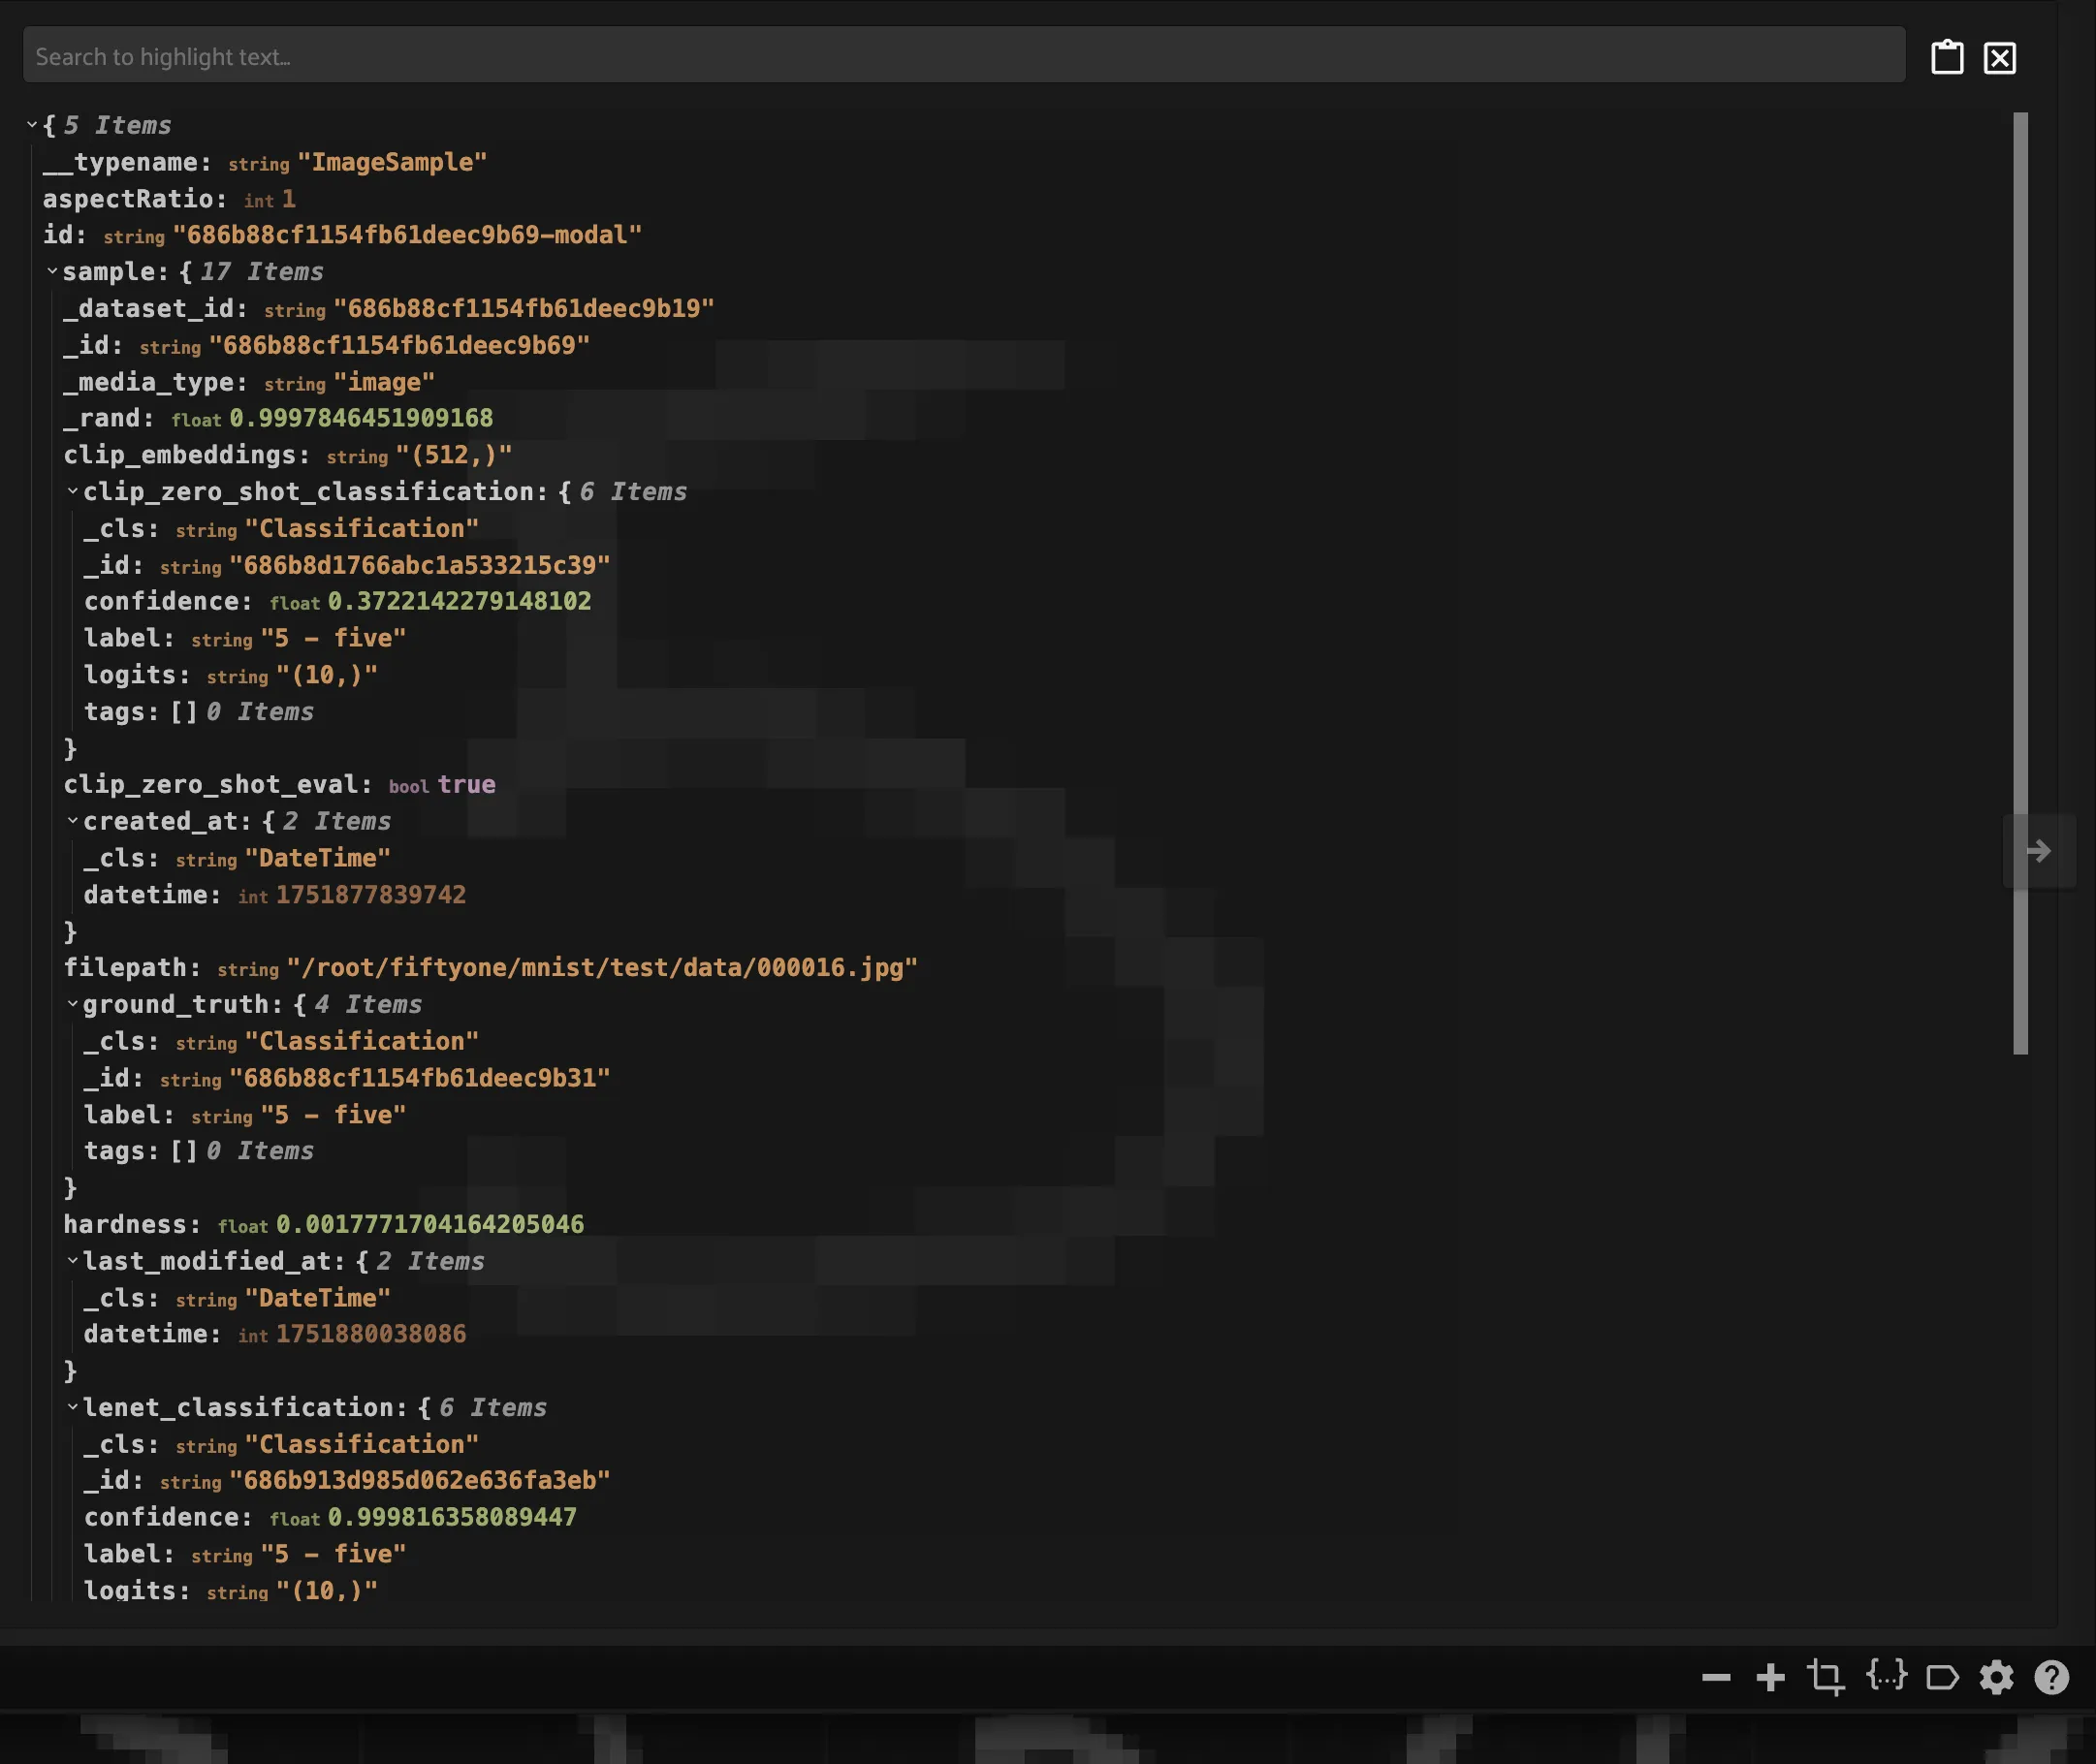 Search to highlight text...
{ 5 Items
__typename: string "ImageSample"
aspectRatio: int 1
id: string "686b88cf1154fb61deec9b69-modal"
sample: { 17 Items
_dataset_id: string "686b88cf1154fb61deec9b19"
_id: string "686b88cf1154fb61deec9b69"
_media_type: string "image"
_rand: float 0.9997846451909168
clip_embeddings: string "(512,)"
clip_zero_shot_classification: { 6 Items
_cls: string "Classification"
_id: string "686b8d1766abc1a533215c39"
confidence: float 0.3722142279148102
label: string "5 - five"
logits: string "(10,)"
tags: [] 0 Items
}
clip_zero_shot_eval: bool true
created_at: { 2 Items
_cls: string "DateTime"
datetime: int 1751877839742
}
filepath: string "/root/fiftyone/mnist/test/data/000016.jpg"
ground_truth: { 4 Items
_cls: string "Classification"
_id: string "686b88cf1154fb61deec9b31"
label: string "5 - five"
tags: [] 0 Items
}
hardness: float 0.0017771704164205046
last_modified_at: { 2 Items
_cls: string "DateTime"
datetime: int 1751880038086
}
lenet_classification: { 6 Items
_cls: string "Classification"
_id: string "686b913d985d062e636fa3eb"
confidence: float 0.999816358089447
label: string "5 - five"
logits: string "(10,)"